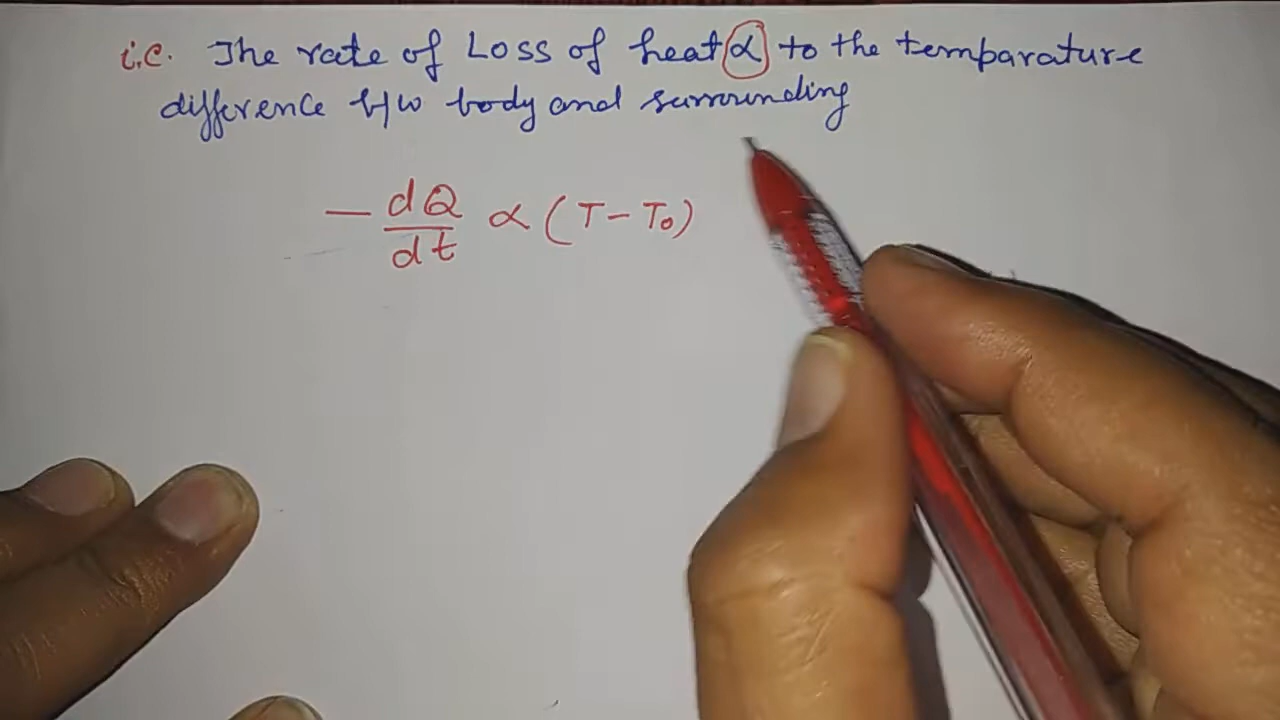 i.e. The rate of Loss of heat ∝ to the temparature
difference b/w body and surrounding
- dQ/dt ∝ (T - T₀)